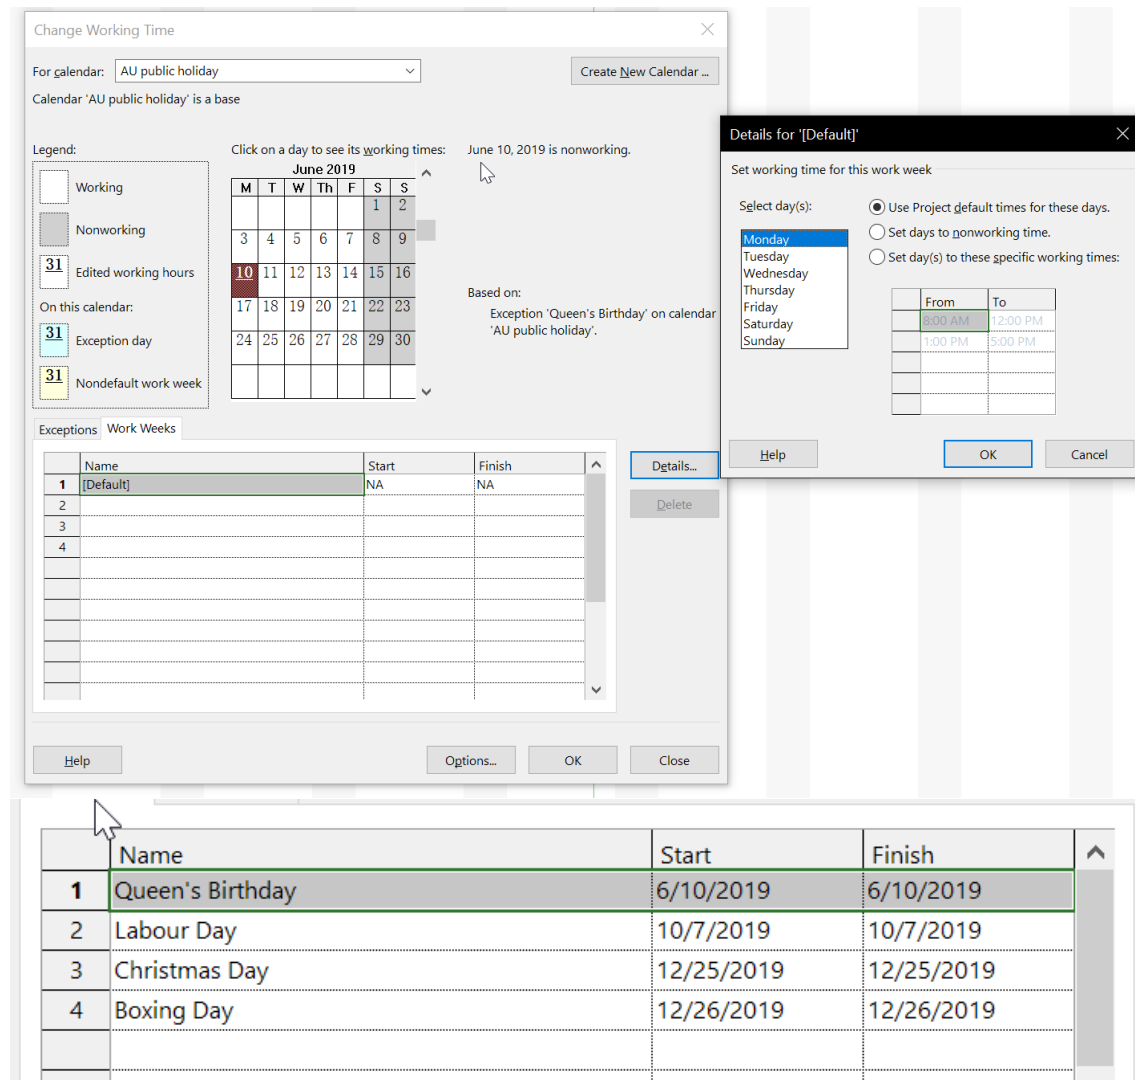 Change Working Time
For calendar: AU public holiday
Create New Calendar ...
Calendar 'AU public holiday' is a base
Legend:
Working
Nonworking
31 Edited working hours
On this calendar:
31 Exception day
31 Nondefault work week
Click on a day to see its working times:
June 2019
M T W Th F S S
1 2
3 4 5 6 7 8 9
10 11 12 13 14 15 16
17 18 19 20 21 22 23
24 25 26 27 28 29 30
June 10, 2019 is nonworking.
Based on:
Exception 'Queen's Birthday' on calendar
'AU public holiday'.
Exceptions Work Weeks
Name Start Finish
1 [Default] NA NA
2
3
4
Details...
Delete
Help
Options...
OK
Close
Details for '[Default]'
Set working time for this work week
Select day(s):
Monday
Tuesday
Wednesday
Thursday
Friday
Saturday
Sunday
Use Project default times for these days.
Set days to nonworking time.
Set day(s) to these specific working times:
From To
8:00 AM 12:00 PM
1:00 PM 5:00 PM
Help
OK
Cancel
Name Start Finish
1 Queen's Birthday 6/10/2019 6/10/2019
2 Labour Day 10/7/2019 10/7/2019
3 Christmas Day 12/25/2019 12/25/2019
4 Boxing Day 12/26/2019 12/26/2019